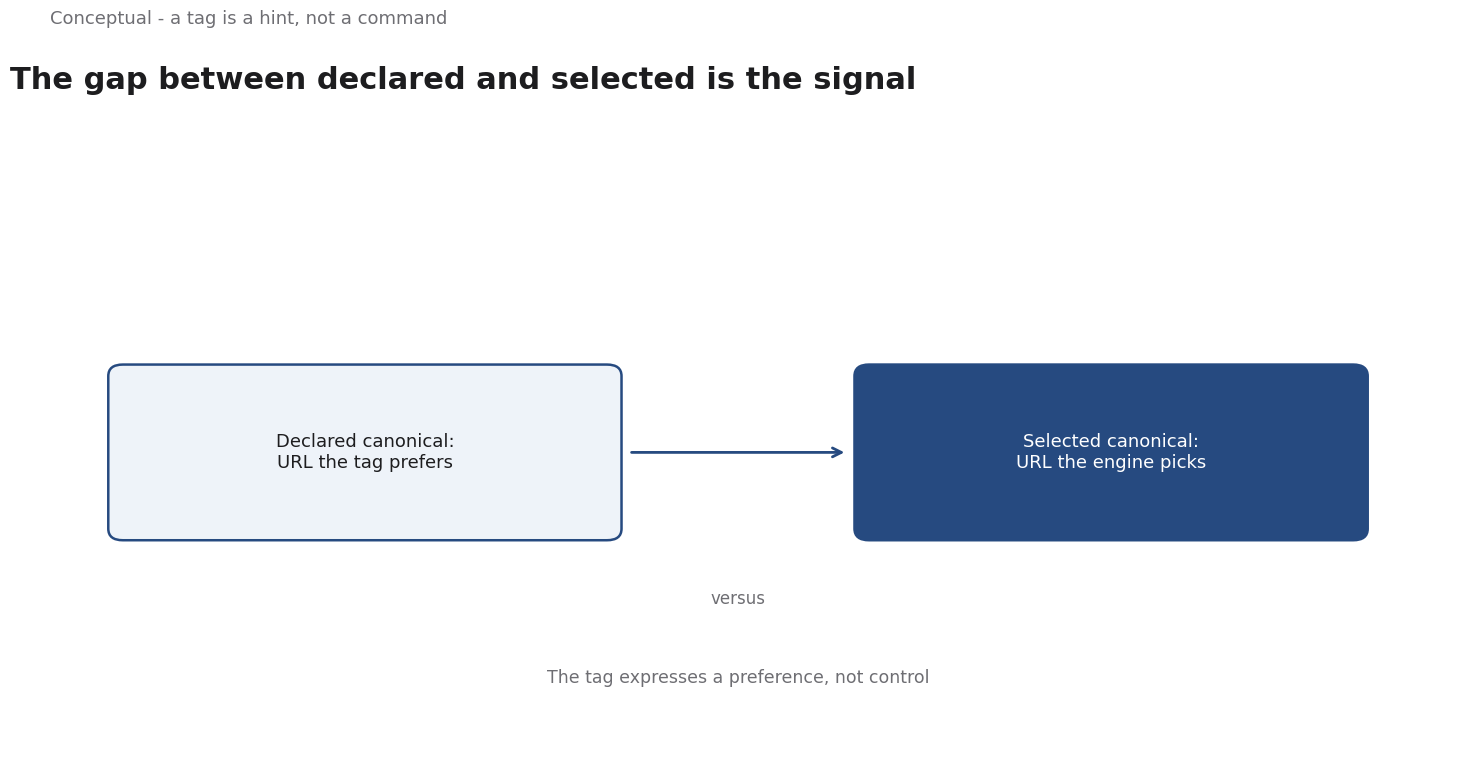 Conceptual - a tag is a hint, not a command
The gap between declared and selected is the signal
Declared canonical:
URL the tag prefers
Selected canonical:
URL the engine picks
versus
The tag expresses a preference, not control